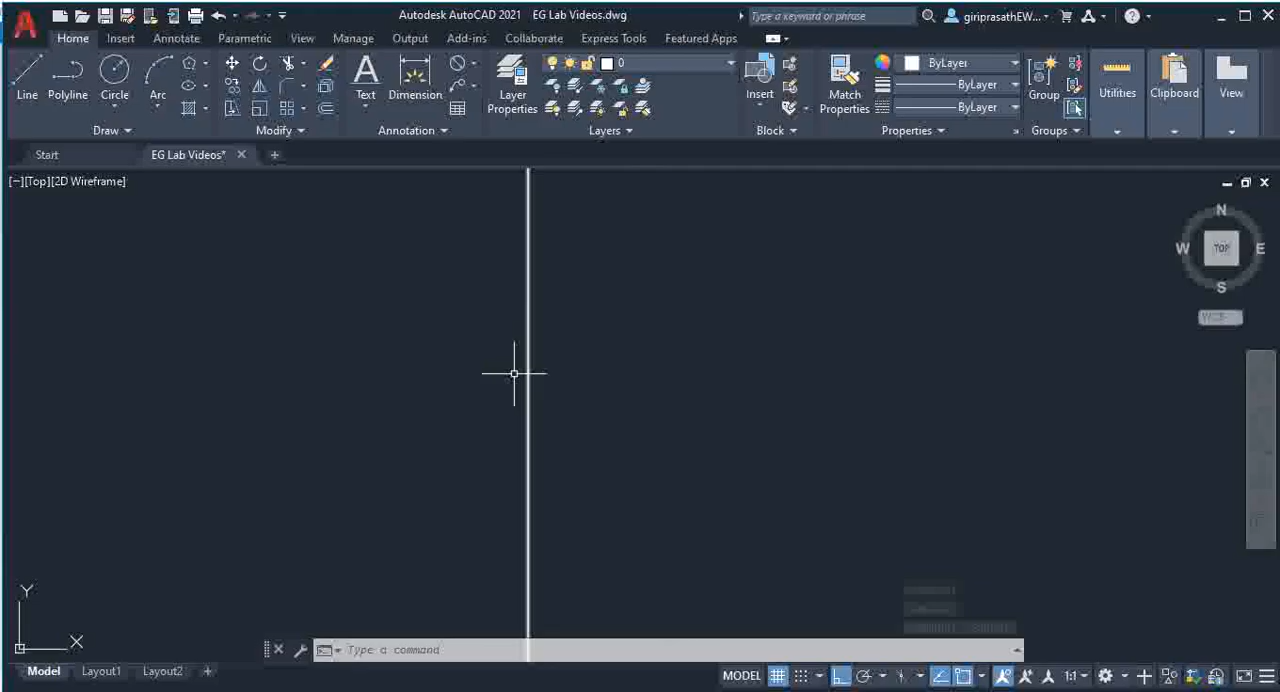 Autodesk AutoCAD 2021 EG Lab Videos.dwg
Type a keyword or phrase
giriprasathEW...
Home Insert Annotate Parametric View Manage Output Add-ins Collaborate Express Tools Featured Apps
0
ByLayer
ByLayer
ByLayer
Line Polyline Circle Arc
Text Dimension
Layer Properties
Insert
Match Properties
Group
Utilities
Clipboard
View
Draw
Modify
Annotation
Layers
Block
Properties
Groups
Start
EG Lab Videos*
[−][Top][2D Wireframe]
N
W TOP E
S
WCS
Y
X
Type a command
Model Layout1 Layout2
MODEL
1:1